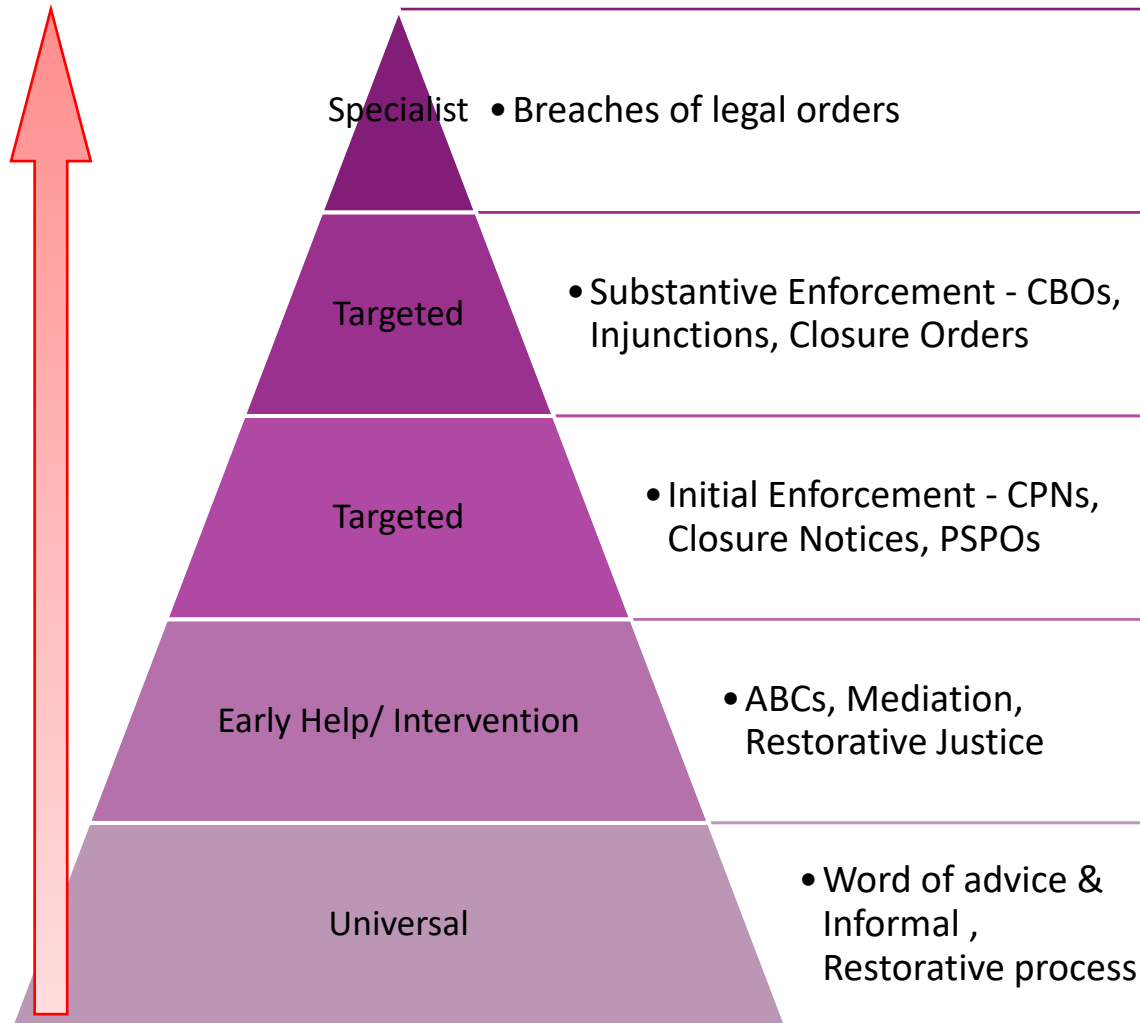 Specialist
• Breaches of legal orders
Targeted
• Substantive Enforcement - CBOs,
Injunctions, Closure Orders
Targeted
• Initial Enforcement - CPNs,
Closure Notices, PSPOs
Early Help/ Intervention
• ABCs, Mediation,
Restorative Justice
Universal
• Word of advice &
Informal ,
Restorative process